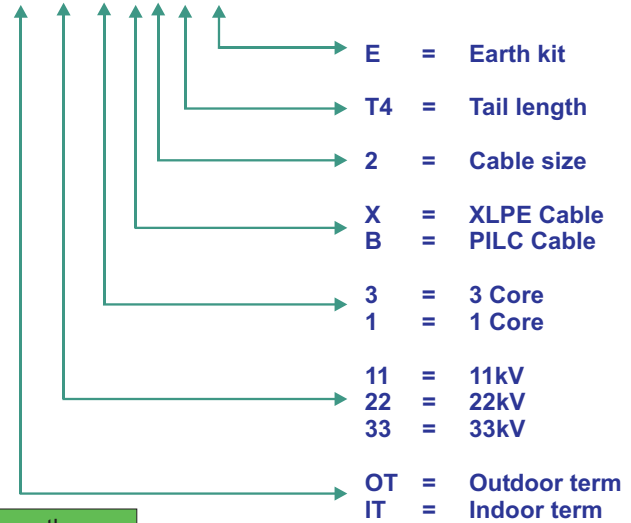 E = Earth kit
T4 = Tail length
2 = Cable size
X = XLPE Cable
B = PILC Cable
3 = 3 Core
1 = 1 Core
11 = 11kV
22 = 22kV
33 = 33kV
OT = Outdoor term
IT = Indoor term